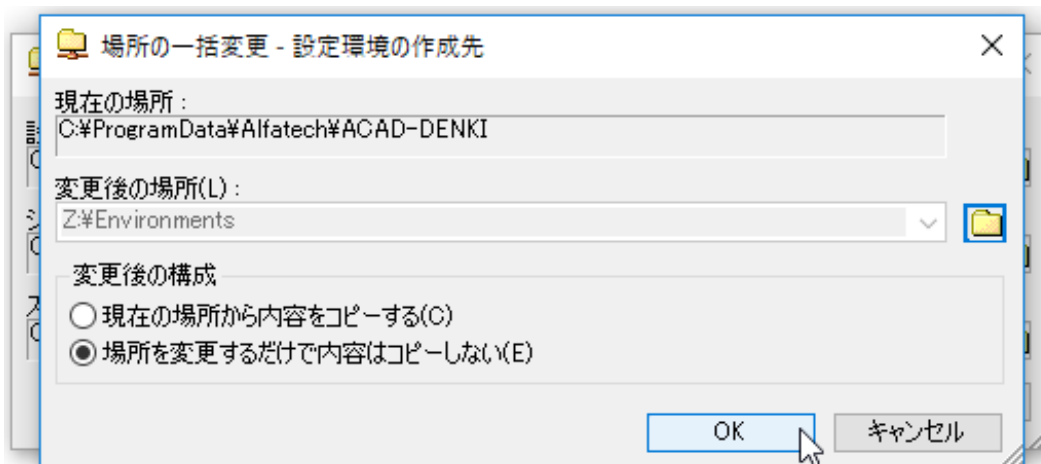 場所の一括変更 - 設定環境の作成先
現在の場所 :
C:¥ProgramData¥Alfatech¥ACAD-DENKI
変更後の場所(L) :
Z:¥Environments
変更後の構成
現在の場所から内容をコピーする(C)
場所を変更するだけで内容はコピーしない(E)
OK
キャンセル